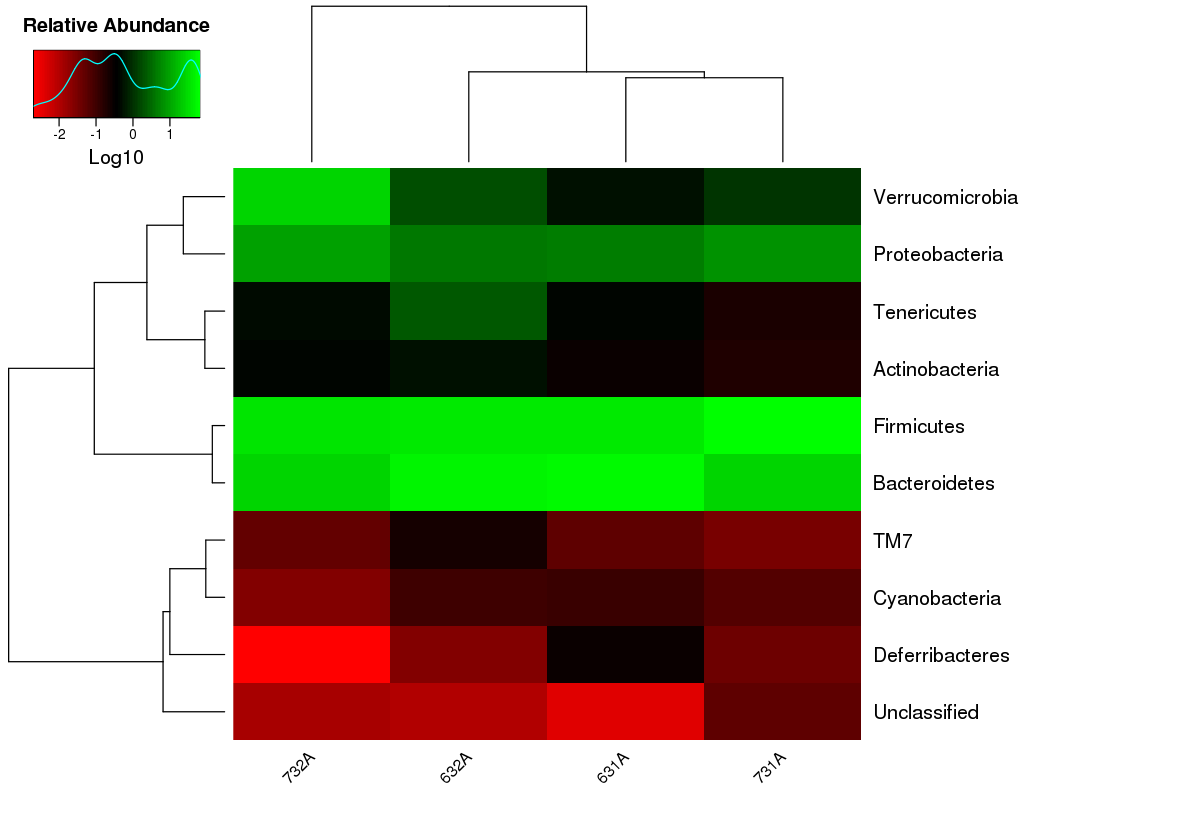 Relative Abundance
-2 -1 0 1
Log10
Verrucomicrobia
Proteobacteria
Tenericutes
Actinobacteria
Firmicutes
Bacteroidetes
TM7
Cyanobacteria
Deferribacteres
Unclassified
732A 632A 631A 731A